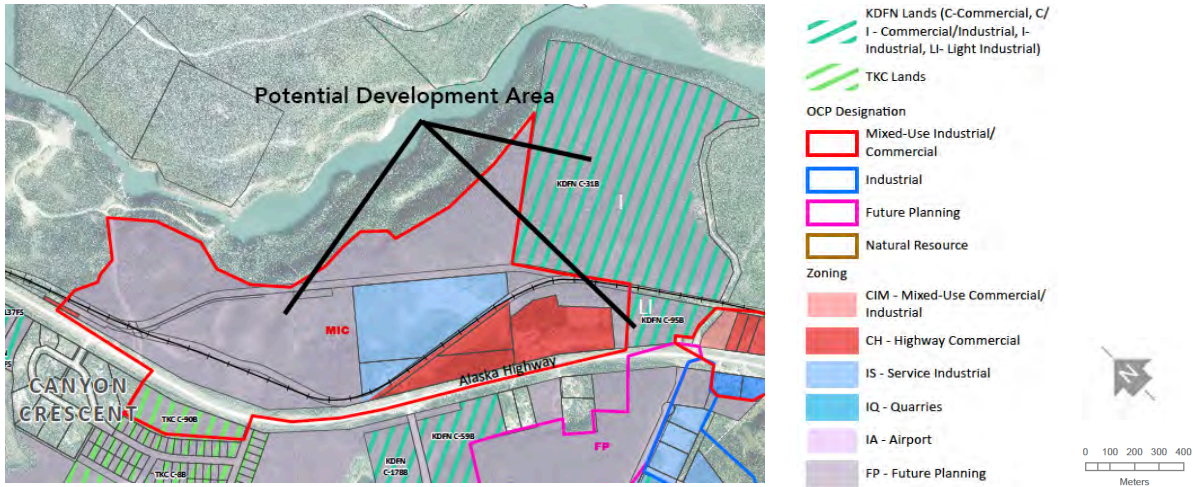 Potential Development Area
KDFN C-31B
I
LI
KDFN C-95B
MIC
Alaska Highway
CANYON
CRESCENT
TKC C-90B
TKC C-8B
KDFN C-59B
KDFN
C-178B
FP
KDFN Lands (C-Commercial, C/
I - Commercial/Industrial, I-
Industrial, LI- Light Industrial)
TKC Lands
OCP Designation
Mixed-Use Industrial/
Commercial
Industrial
Future Planning
Natural Resource
Zoning
CIM - Mixed-Use Commercial/
Industrial
CH - Highway Commercial
IS - Service Industrial
IQ - Quarries
IA - Airport
FP - Future Planning
N
0 100 200 300 400
Meters